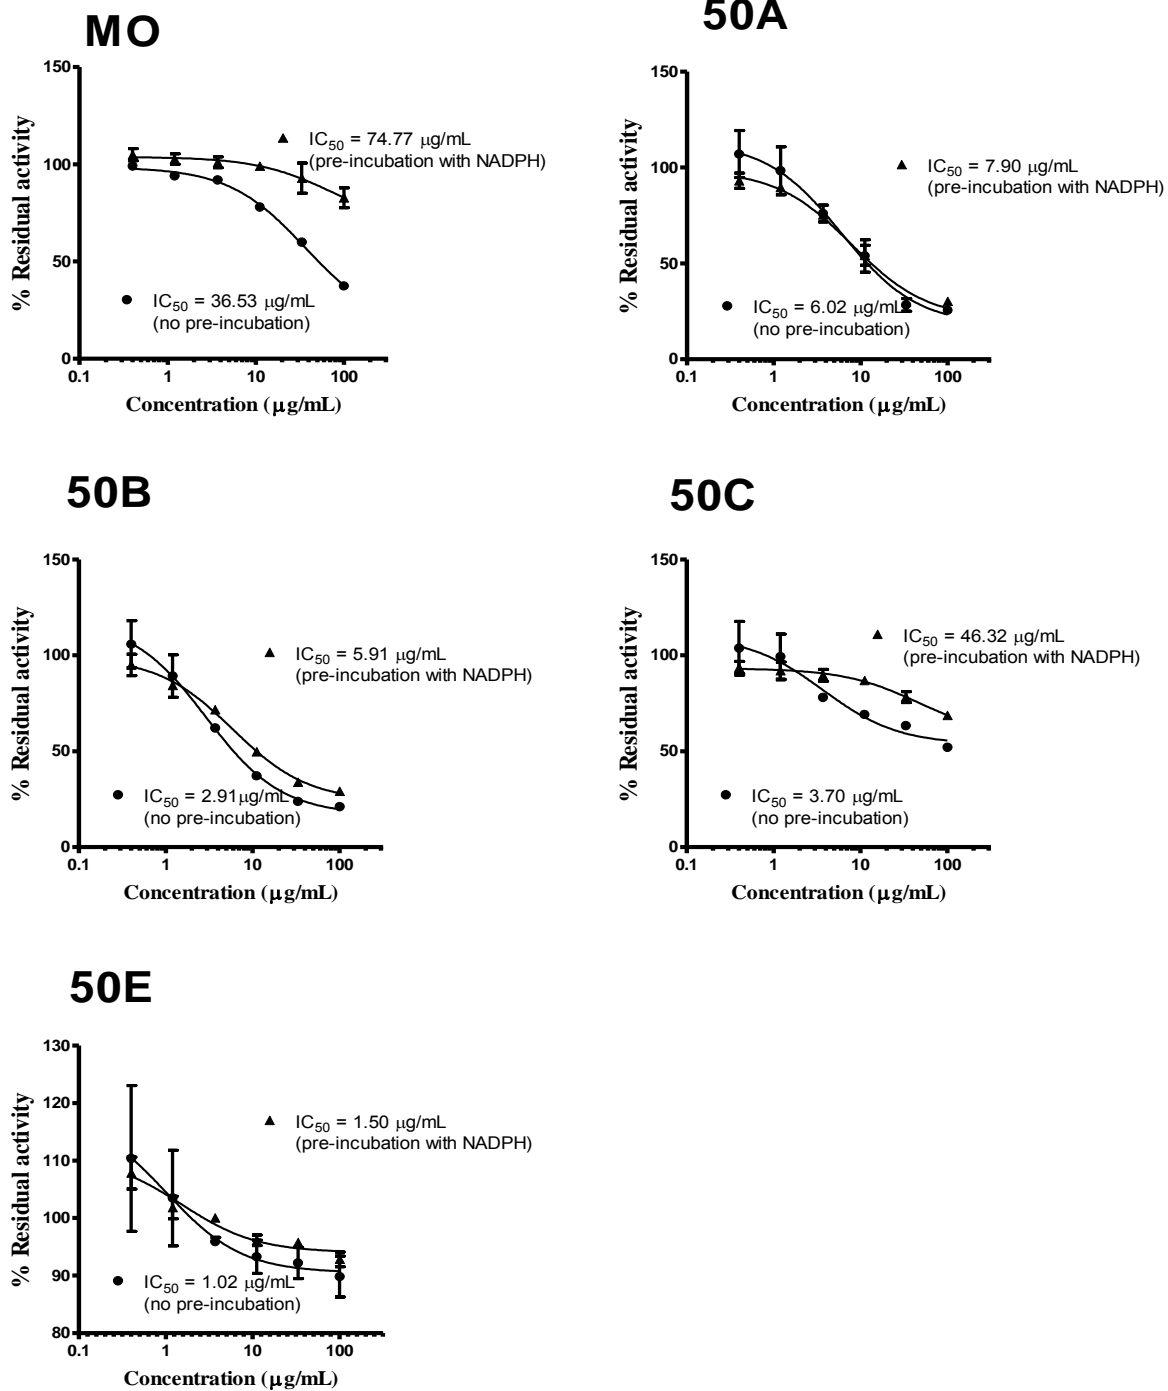 MO
150
100
50
0
0.1 1 10 100
% Residual activity
Concentration (μg/mL)
IC50 = 74.77 μg/mL
(pre-incubation with NADPH)
IC50 = 36.53 μg/mL
(no pre-incubation)
50A
150
100
50
0
0.1 1 10 100
% Residual activity
Concentration (μg/mL)
IC50 = 7.90 μg/mL
(pre-incubation with NADPH)
IC50 = 6.02 μg/mL
(no pre-incubation)
50B
150
100
50
0
0.1 1 10 100
% Residual activity
Concentration (μg/mL)
IC50 = 5.91 μg/mL
(pre-incubation with NADPH)
IC50 = 2.91μg/mL
(no pre-incubation)
50C
150
100
50
0
0.1 1 10 100
% Residual activity
Concentration (μg/mL)
IC50 = 46.32 μg/mL
(pre-incubation with NADPH)
IC50 = 3.70 μg/mL
(no pre-incubation)
50E
130
120
110
100
90
80
0.1 1 10 100
% Residual activity
Concentration (μg/mL)
IC50 = 1.50 μg/mL
(pre-incubation with NADPH)
IC50 = 1.02 μg/mL
(no pre-incubation)